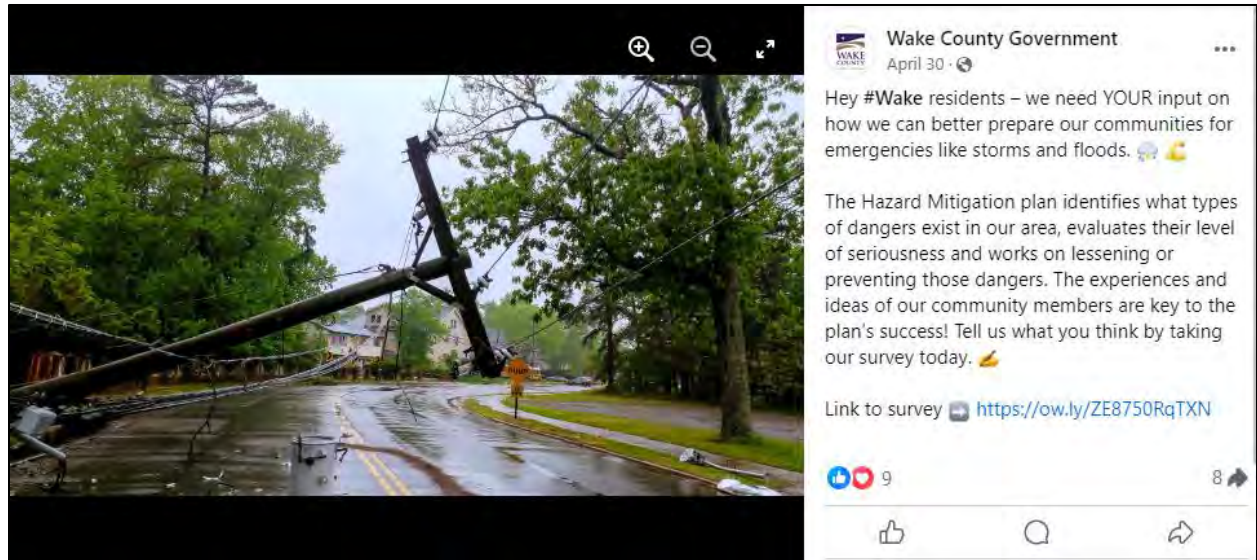 Wake County Government
WAKE
COUNTY
April 30 ·
Hey #Wake residents – we need YOUR input on
how we can better prepare our communities for
emergencies like storms and floods. ⛈️ 💪
The Hazard Mitigation plan identifies what types
of dangers exist in our area, evaluates their level
of seriousness and works on lessening or
preventing those dangers. The experiences and
ideas of our community members are key to the
plan's success! Tell us what you think by taking
our survey today. ✍️
Link to survey ➡️ https://ow.ly/ZE8750RqTXN
9
8